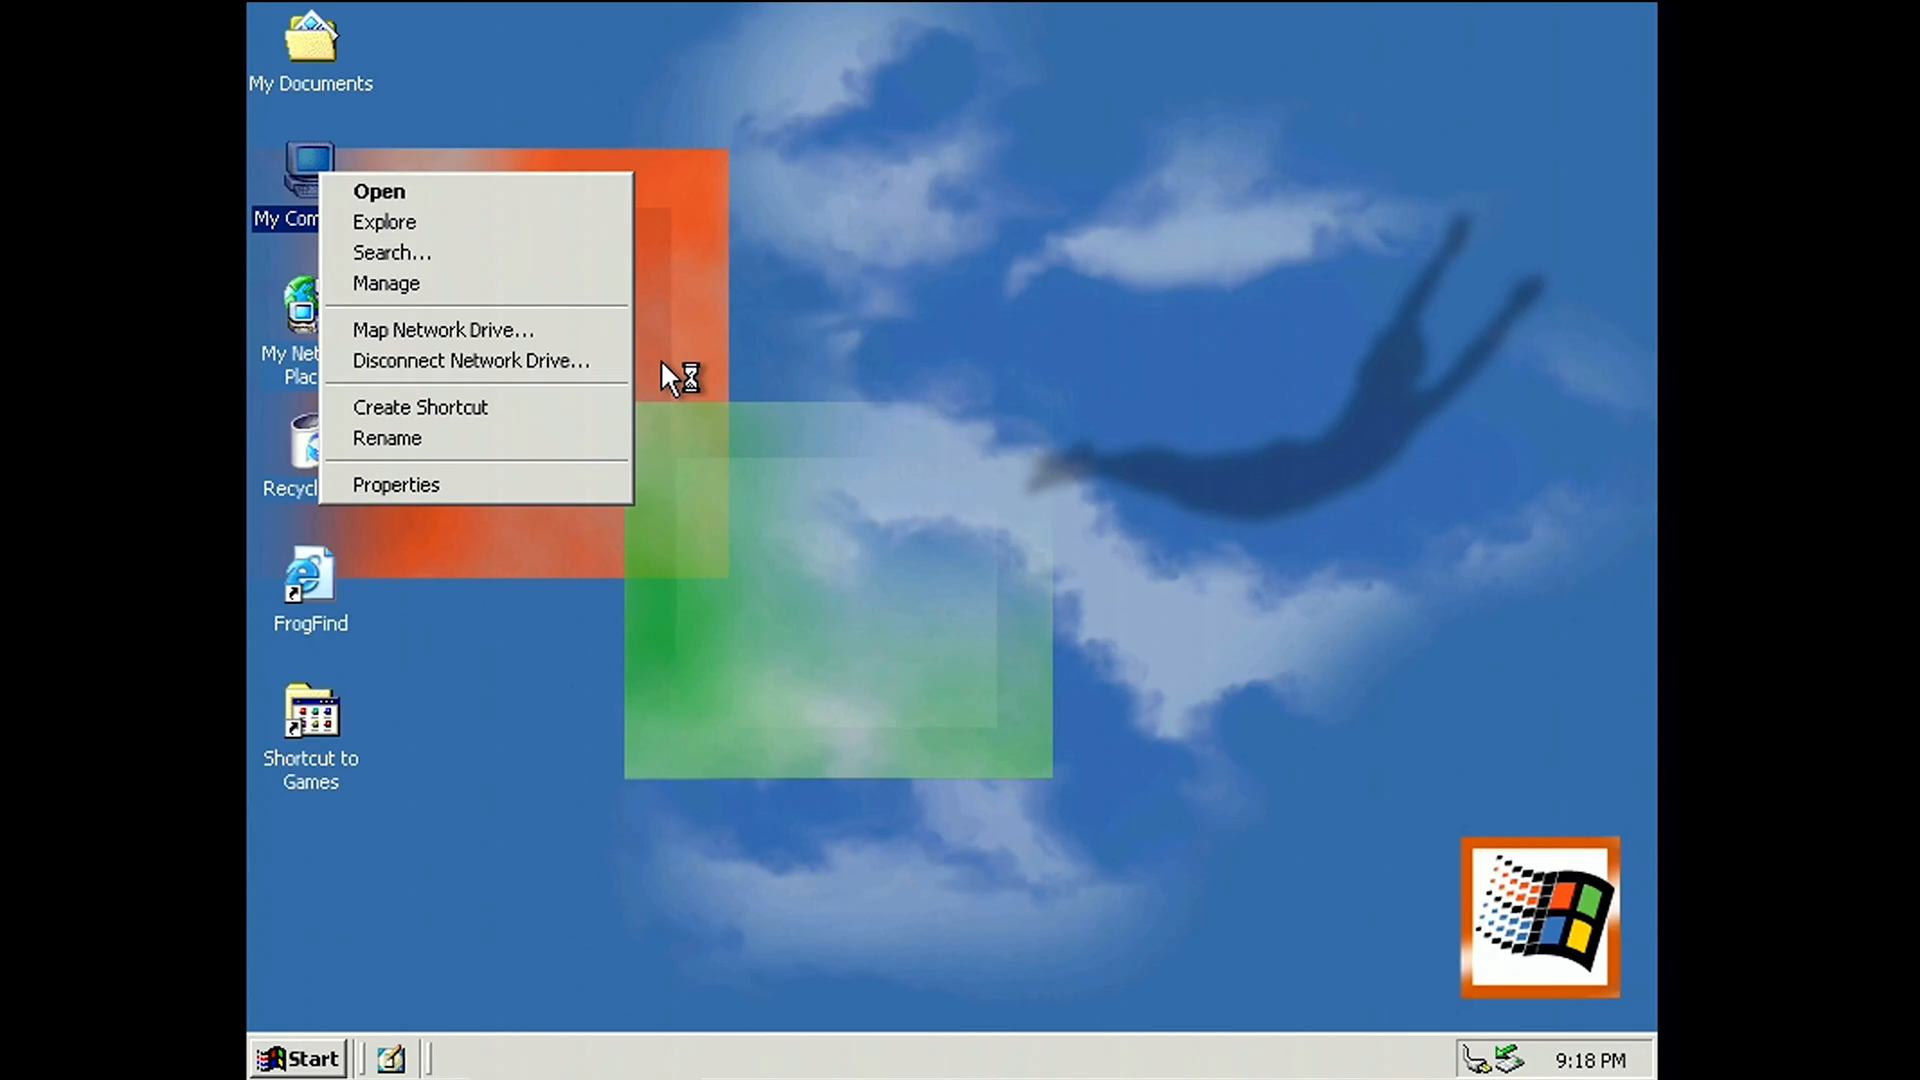 My Documents
My Com
Open
Explore
Search...
Manage
Map Network Drive...
Disconnect Network Drive...
Create Shortcut
Rename
Properties
My Net
Plac
Recycl
FrogFind
Shortcut to
Games
Start
9:18 PM